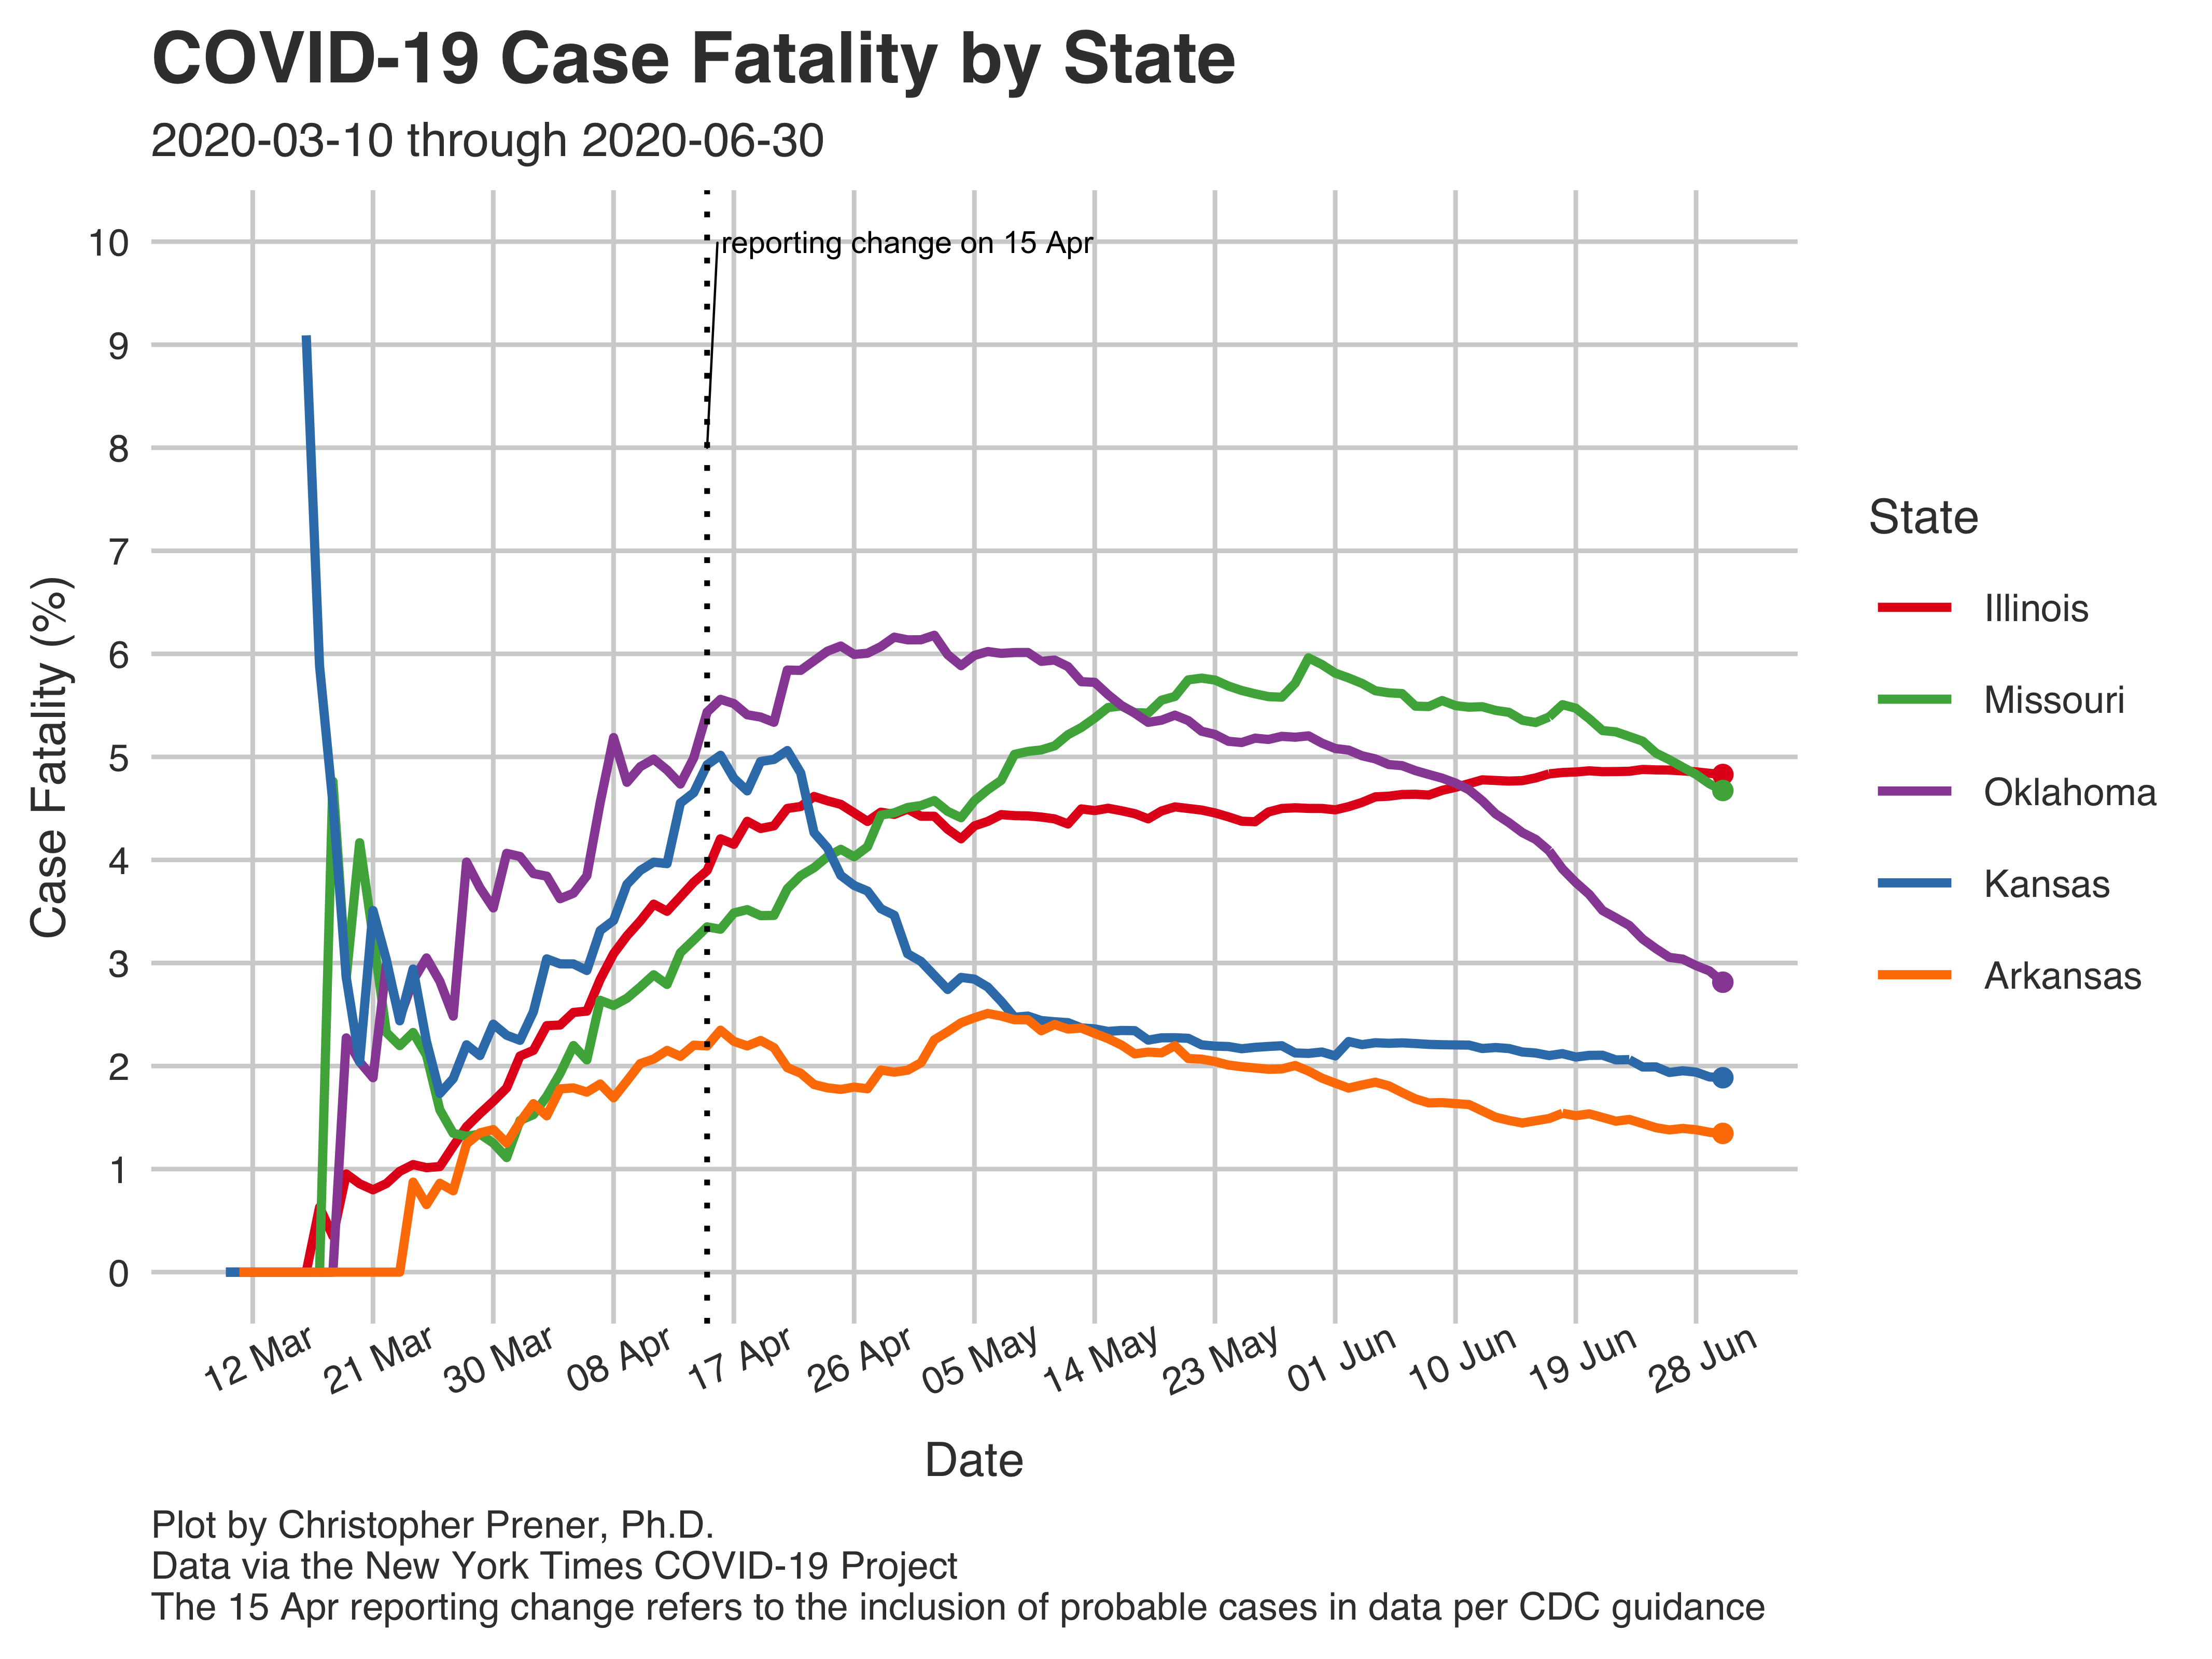 COVID-19 Case Fatality by State
2020-03-10 through 2020-06-30
10
9
8
7
6
5
4
3
2
1
0
Case Fatality (%)
reporting change on 15 Apr
12 Mar
21 Mar
30 Mar
08 Apr
17 Apr
26 Apr
05 May
14 May
23 May
01 Jun
10 Jun
19 Jun
28 Jun
Date
State
Illinois
Missouri
Oklahoma
Kansas
Arkansas
Plot by Christopher Prener, Ph.D.
Data via the New York Times COVID-19 Project
The 15 Apr reporting change refers to the inclusion of probable cases in data per CDC guidance